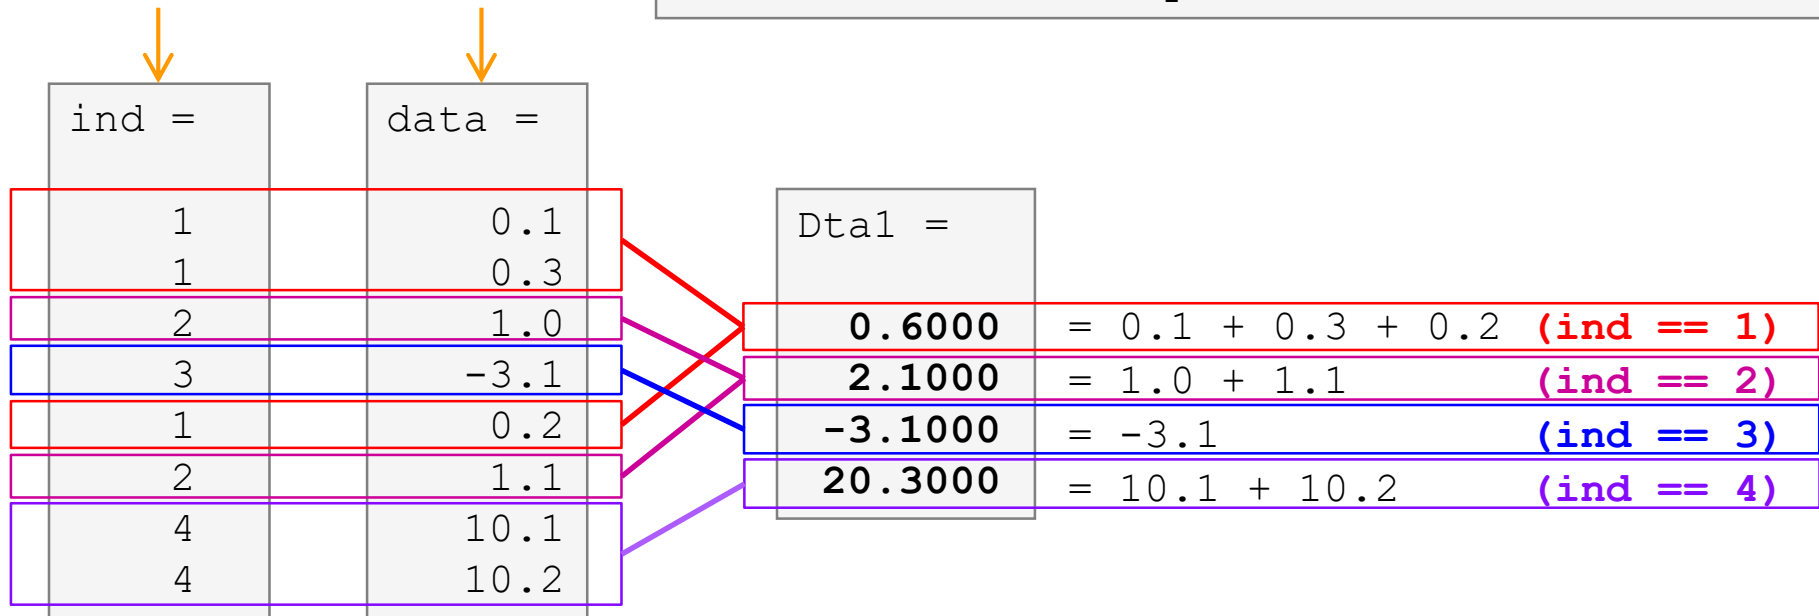 ind =
data =
1 0.1
1 0.3
2 1.0
3 -3.1
1 0.2
2 1.1
4 10.1
4 10.2
Dta1 =
0.6000 = 0.1 + 0.3 + 0.2 (ind == 1)
2.1000 = 1.0 + 1.1 (ind == 2)
-3.1000 = -3.1 (ind == 3)
20.3000 = 10.1 + 10.2 (ind == 4)